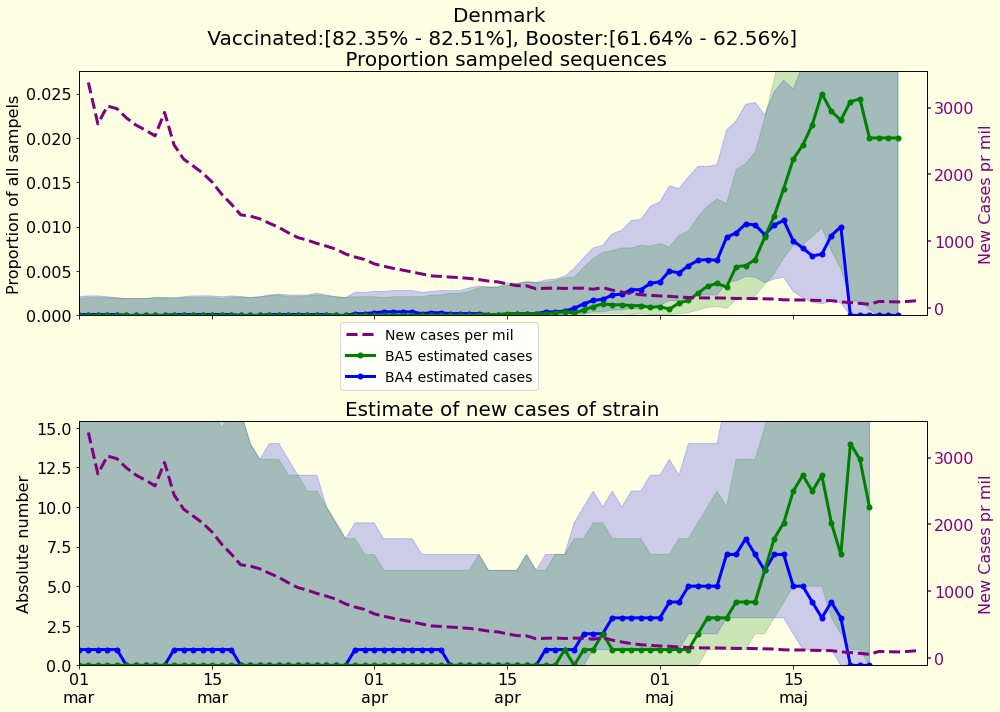 Denmark
Vaccinated:[82.35% - 82.51%], Booster:[61.64% - 62.56%]
Proportion sampeled sequences
Proportion of all sampels
0.025
0.020
0.015
0.010
0.005
0.000
3000
2000
1000
0
New Cases pr mil
New cases per mil
BA5 estimated cases
BA4 estimated cases
Estimate of new cases of strain
Absolute number
15.0
12.5
10.0
7.5
5.0
2.5
0.0
3000
2000
1000
0
New Cases pr mil
01 15 01 15 01 15
mar mar apr apr maj maj